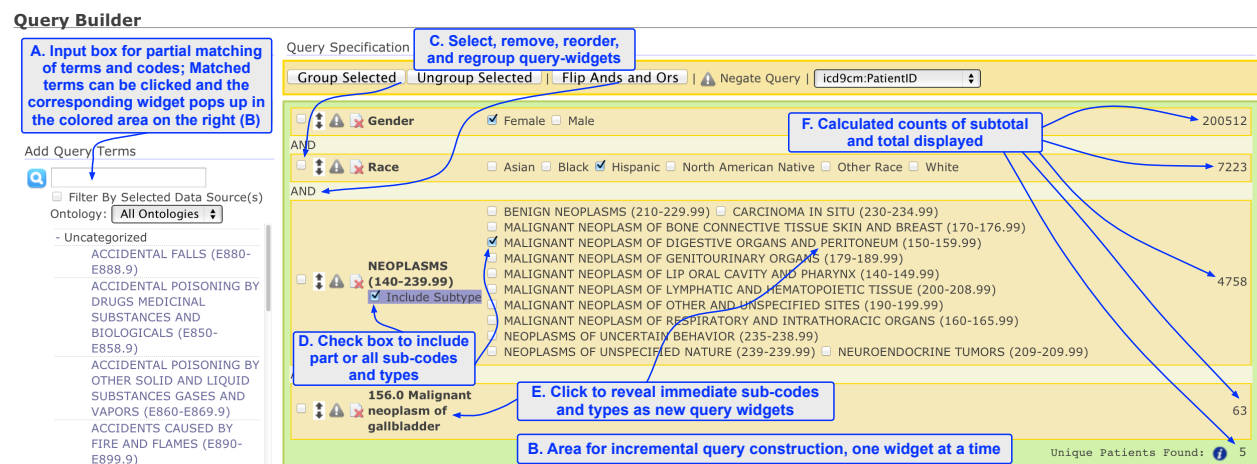 Query Builder
A. Input box for partial matching
of terms and codes; Matched
terms can be clicked and the
corresponding widget pops up in
the colored area on the right (B)
Add Query Terms
Filter By Selected Data Source(s)
Ontology: All Ontologies
- Uncategorized
ACCIDENTAL FALLS (E880-
E888.9)
ACCIDENTAL POISONING BY
DRUGS MEDICINAL
SUBSTANCES AND
BIOLOGICALS (E850-
E858.9)
ACCIDENTAL POISONING BY
OTHER SOLID AND LIQUID
SUBSTANCES GASES AND
VAPORS (E860-E869.9)
ACCIDENTS CAUSED BY
FIRE AND FLAMES (E890-
E899.9)
Query Specification
C. Select, remove, reorder,
and regroup query-widgets
Group Selected Ungroup Selected | Flip Ands and Ors | Negate Query | icd9cm:PatientID
Gender Female Male 200512
F. Calculated counts of subtotal
and total displayed
AND
Race Asian Black Hispanic North American Native Other Race White 7223
AND
NEOPLASMS
(140-239.99)
Include Subtype
BENIGN NEOPLASMS (210-229.99) CARCINOMA IN SITU (230-234.99)
MALIGNANT NEOPLASM OF BONE CONNECTIVE TISSUE SKIN AND BREAST (170-176.99)
MALIGNANT NEOPLASM OF DIGESTIVE ORGANS AND PERITONEUM (150-159.99)
MALIGNANT NEOPLASM OF GENITOURINARY ORGANS (179-189.99)
MALIGNANT NEOPLASM OF LIP ORAL CAVITY AND PHARYNX (140-149.99)
MALIGNANT NEOPLASM OF LYMPHATIC AND HEMATOPOIETIC TISSUE (200-208.99)
MALIGNANT NEOPLASM OF OTHER AND UNSPECIFIED SITES (190-199.99)
MALIGNANT NEOPLASM OF RESPIRATORY AND INTRATHORACIC ORGANS (160-165.99)
NEOPLASMS OF UNCERTAIN BEHAVIOR (235-238.99)
NEOPLASMS OF UNSPECIFIED NATURE (239-239.99) NEUROENDOCRINE TUMORS (209-209.99)
4758
D. Check box to include
part or all sub-codes
and types
E. Click to reveal immediate sub-codes
and types as new query widgets
156.0 Malignant
neoplasm of
gallbladder
63
B. Area for incremental query construction, one widget at a time
Unique Patients Found: 5